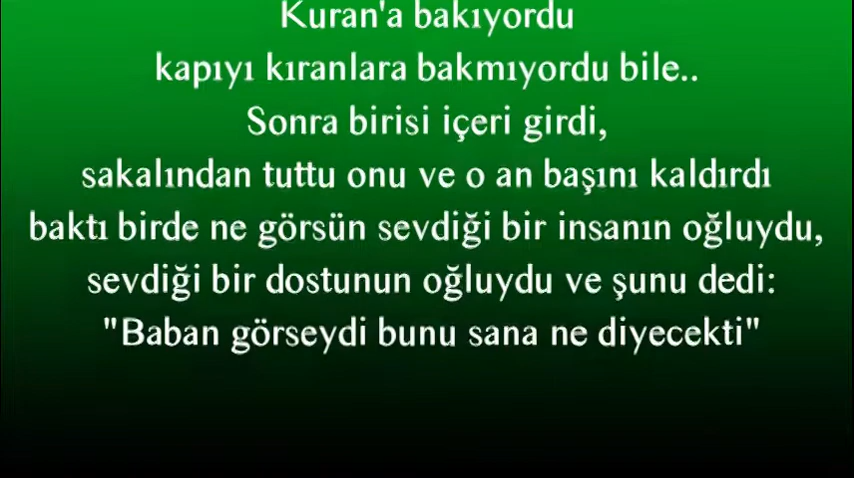 Kuran'a bakıyordu
kapıyı kıranlara bakmıyordu bile..
Sonra birisi içeri girdi,
sakalından tuttu onu ve o an başını kaldırdı
baktı birde ne görsün sevdiği bir insanın oğluydu,
sevdiği bir dostunun oğluydu ve şunu dedi:
"Baban görseydi bunu sana ne diyecekti"